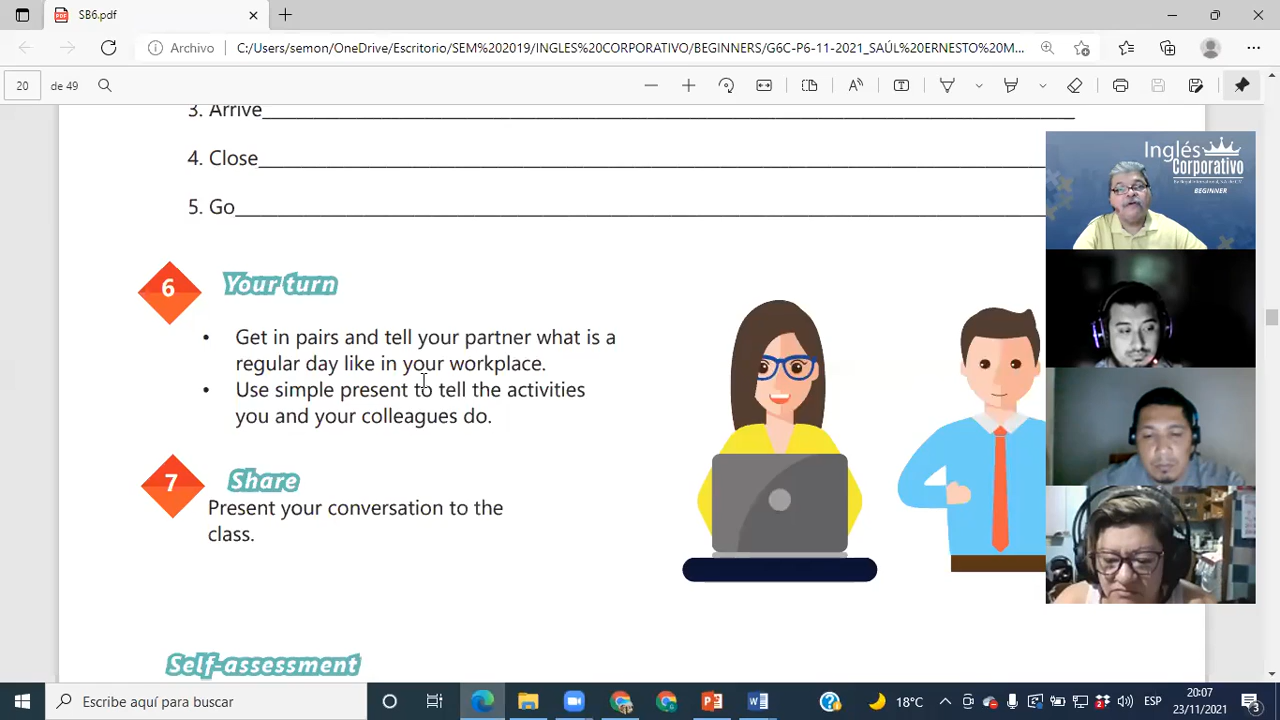 SB6.pdf
Archivo
C:/Users/semon/OneDrive/Escritorio/SEM%202019/INGLES%20CORPORATIVO/BEGINNERS/G6C-P6-11-2021_SAÚL%20ERNESTO%20M...
20 de 49
3. Arrive
4. Close
5. Go
6 Your turn
• Get in pairs and tell your partner what is a
regular day like in your workplace.
• Use simple present to tell the activities
you and your colleagues do.
7 Share
Present your conversation to the
class.
Self-assessment
Inglés
Corporativo
BEGINNER
Escribe aquí para buscar
18°C
ESP
20:07
23/11/2021
3